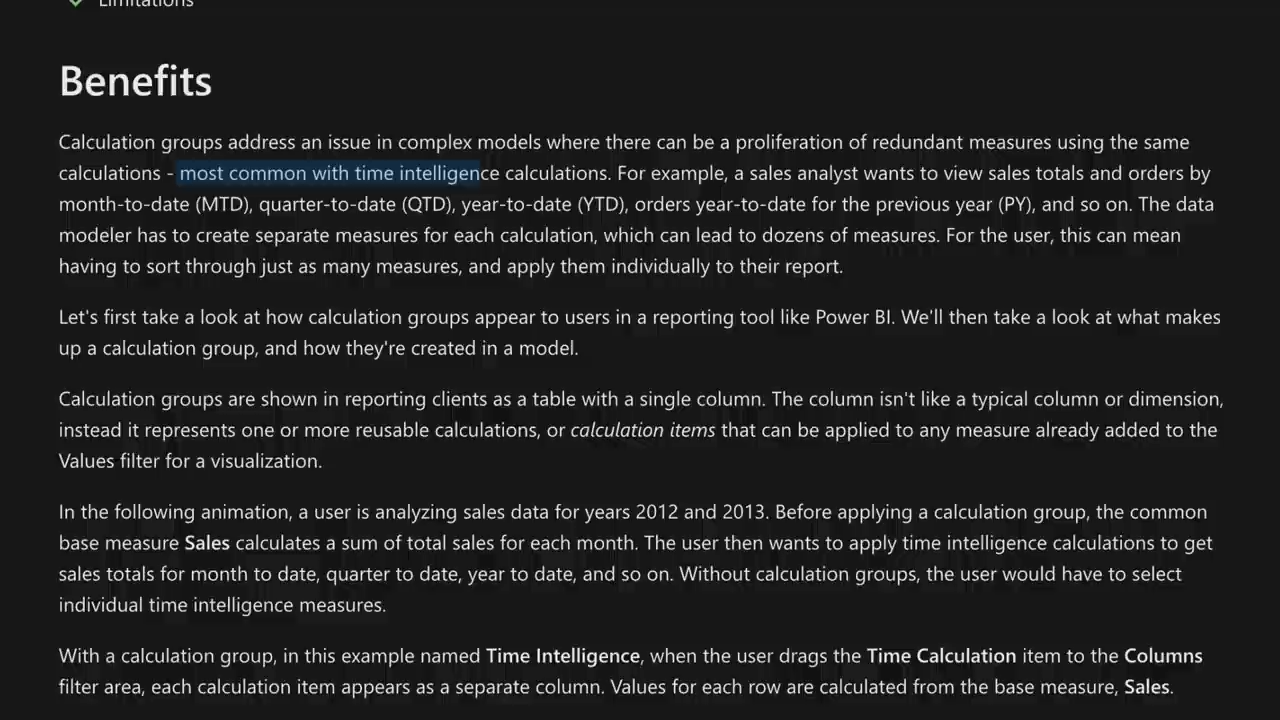 Limitations
Benefits
Calculation groups address an issue in complex models where there can be a proliferation of redundant measures using the same
calculations - most common with time intelligence calculations. For example, a sales analyst wants to view sales totals and orders by
month-to-date (MTD), quarter-to-date (QTD), year-to-date (YTD), orders year-to-date for the previous year (PY), and so on. The data
modeler has to create separate measures for each calculation, which can lead to dozens of measures. For the user, this can mean
having to sort through just as many measures, and apply them individually to their report.
Let's first take a look at how calculation groups appear to users in a reporting tool like Power BI. We'll then take a look at what makes
up a calculation group, and how they're created in a model.
Calculation groups are shown in reporting clients as a table with a single column. The column isn't like a typical column or dimension,
instead it represents one or more reusable calculations, or calculation items that can be applied to any measure already added to the
Values filter for a visualization.
In the following animation, a user is analyzing sales data for years 2012 and 2013. Before applying a calculation group, the common
base measure Sales calculates a sum of total sales for each month. The user then wants to apply time intelligence calculations to get
sales totals for month to date, quarter to date, year to date, and so on. Without calculation groups, the user would have to select
individual time intelligence measures.
With a calculation group, in this example named Time Intelligence, when the user drags the Time Calculation item to the Columns
filter area, each calculation item appears as a separate column. Values for each row are calculated from the base measure, Sales.